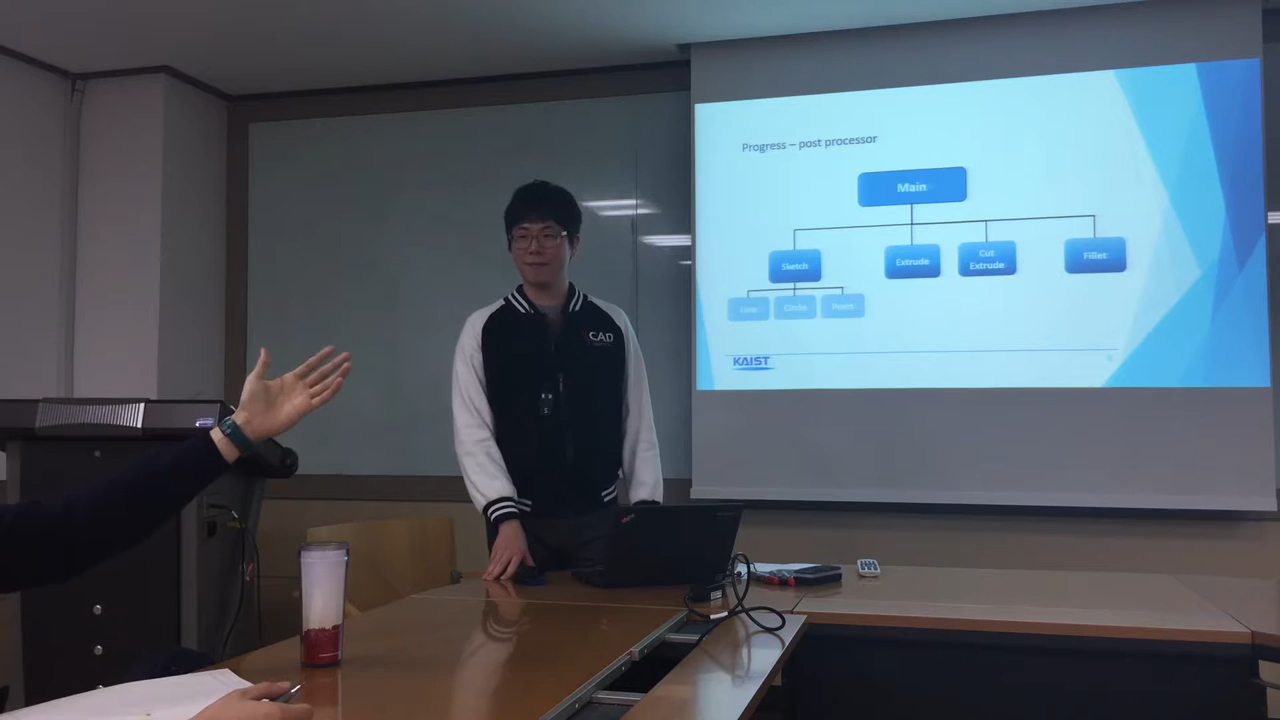 Progress – post processor
Main
Sketch
Extrude
Cut
Extrude
Fillet
Line
Circle
Point
KAIST
CAD